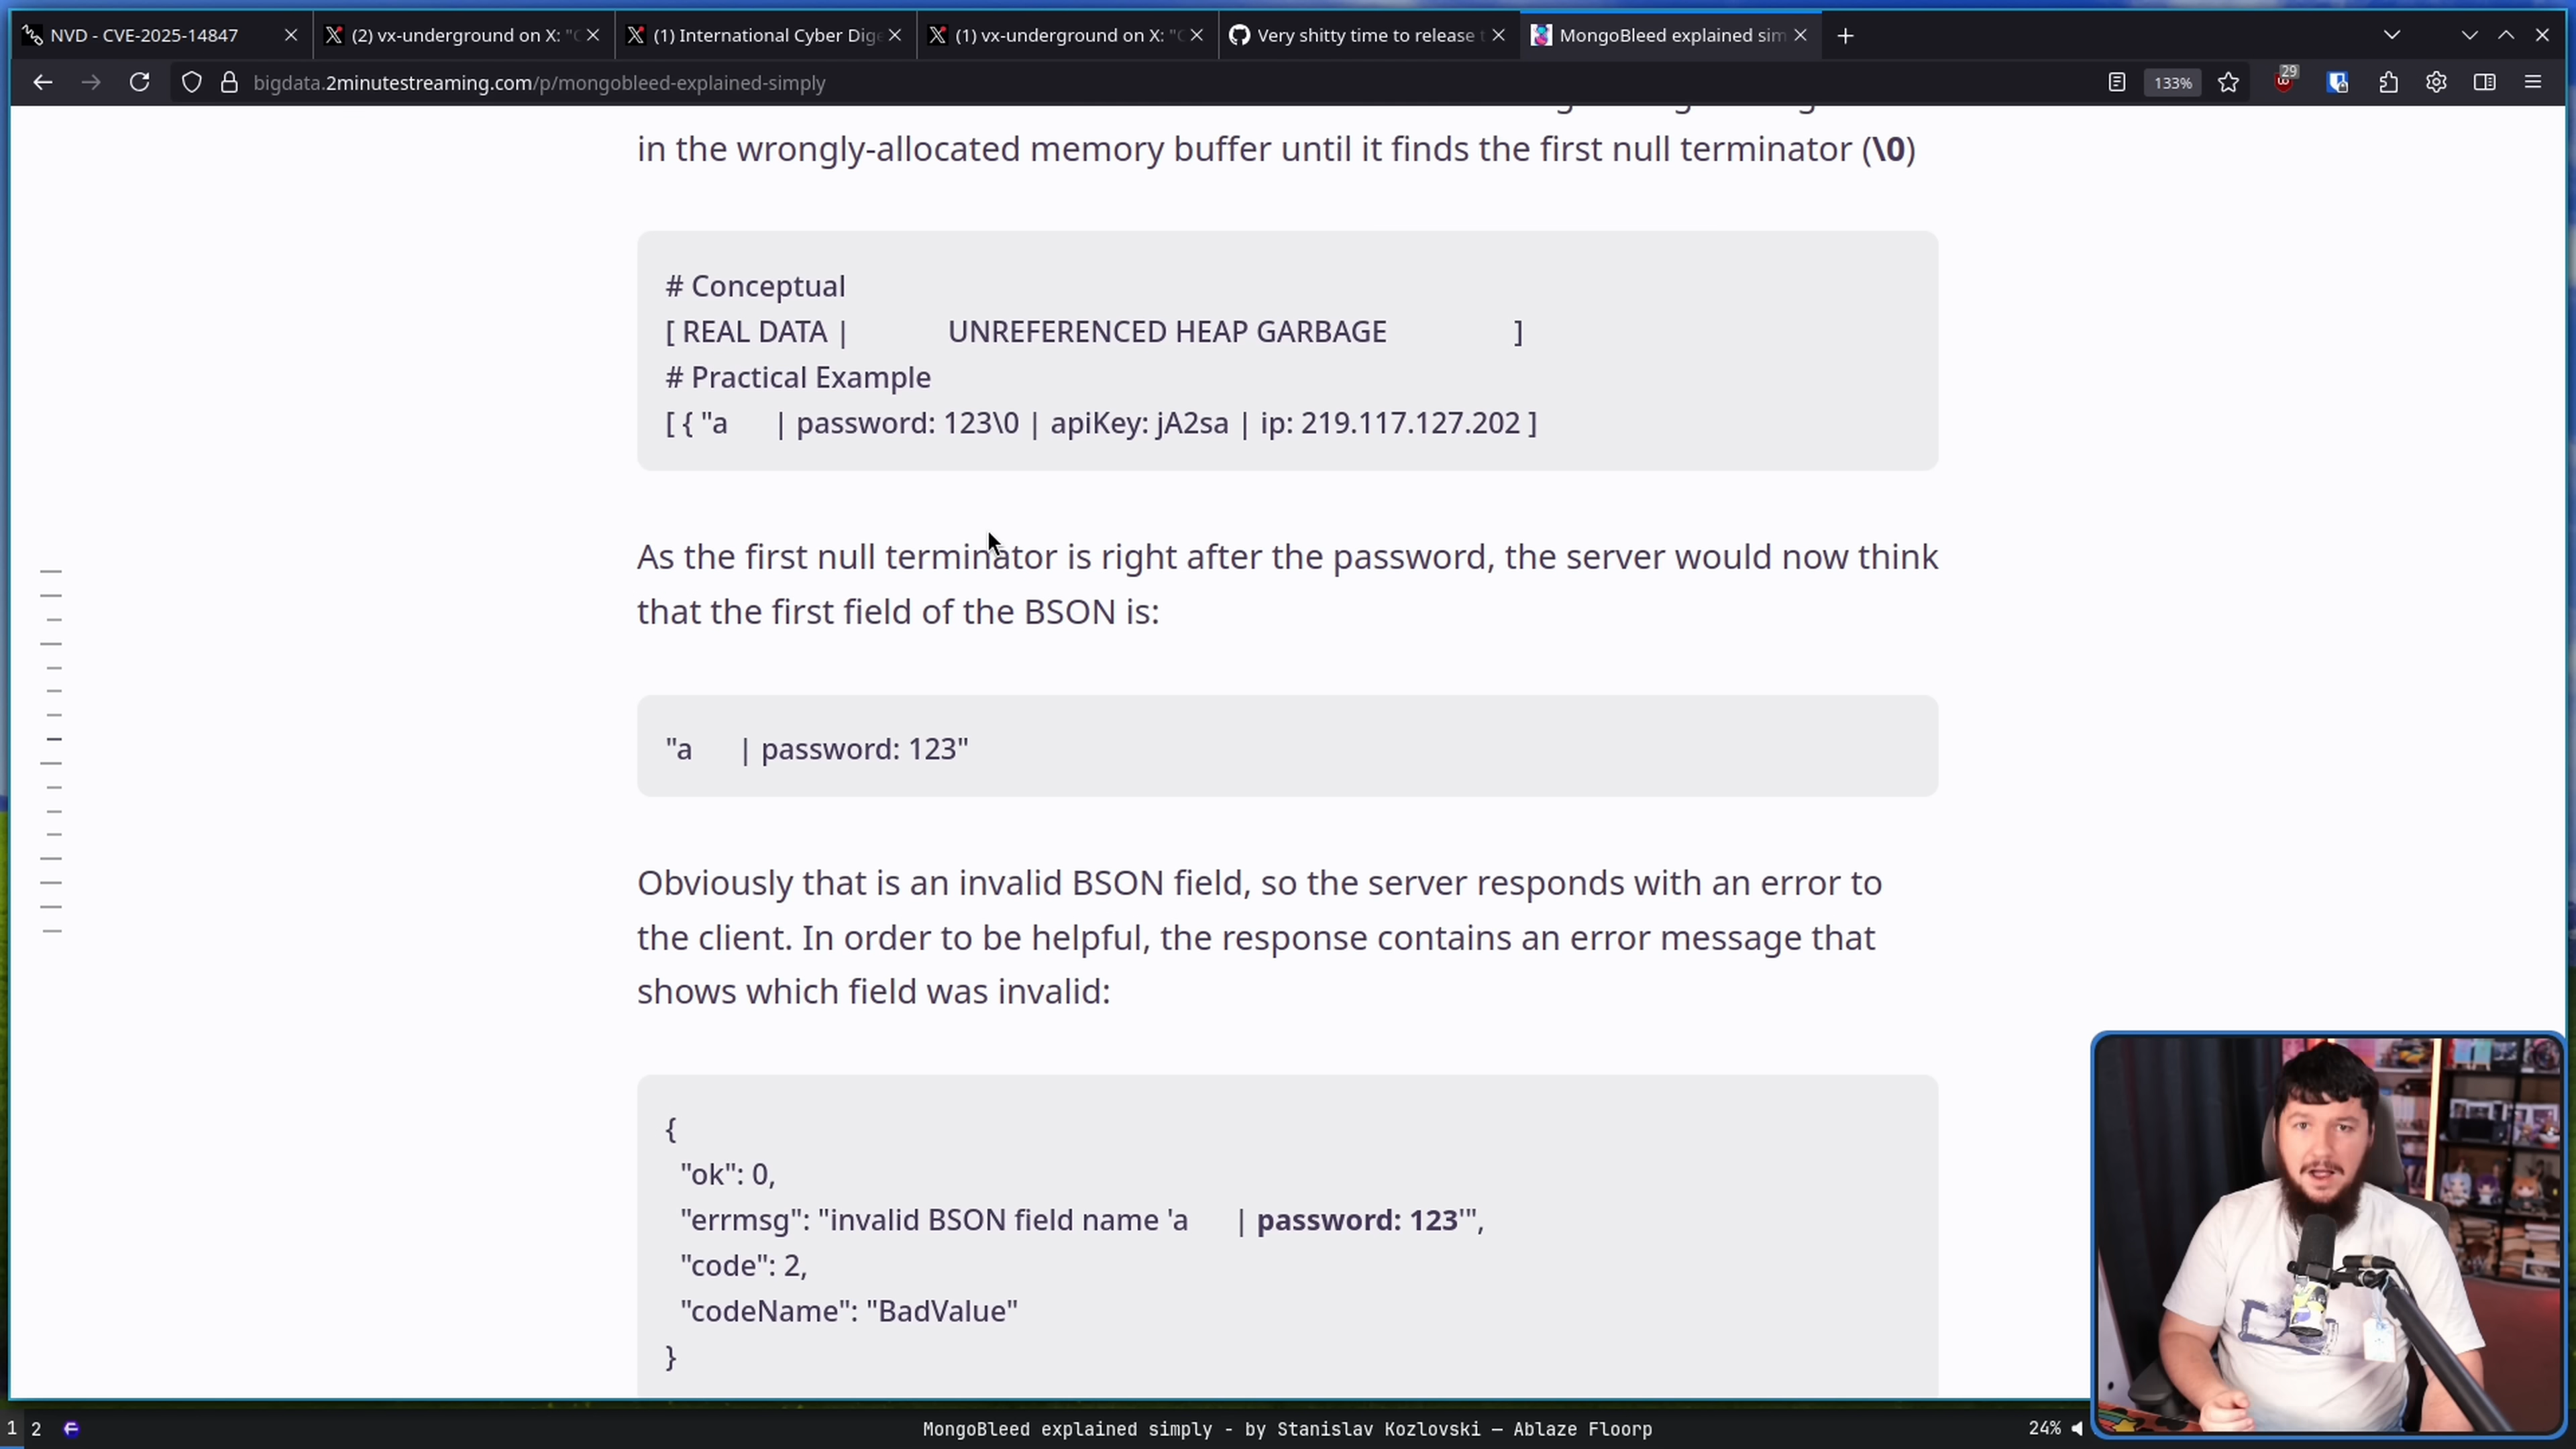 NVD - CVE-2025-14847
(2) vx-underground on X: "C
(1) International Cyber Dige
(1) vx-underground on X: "C
Very shitty time to release t
MongoBleed explained sim
bigdata.2minutestreaming.com/p/mongobleed-explained-simply
133%
29
in the wrongly-allocated memory buffer until it finds the first null terminator (\0)
# Conceptual
[ REAL DATA | UNREFERENCED HEAP GARBAGE ]
# Practical Example
[ { "a | password: 123\0 | apiKey: jA2sa | ip: 219.117.127.202 ]
As the first null terminator is right after the password, the server would now think
that the first field of the BSON is:
"a | password: 123"
Obviously that is an invalid BSON field, so the server responds with an error to
the client. In order to be helpful, the response contains an error message that
shows which field was invalid:
{
"ok": 0,
"errmsg": "invalid BSON field name 'a | password: 123'",
"code": 2,
"codeName": "BadValue"
}
1 2
MongoBleed explained simply - by Stanislav Kozlovski — Ablaze Floorp
24%